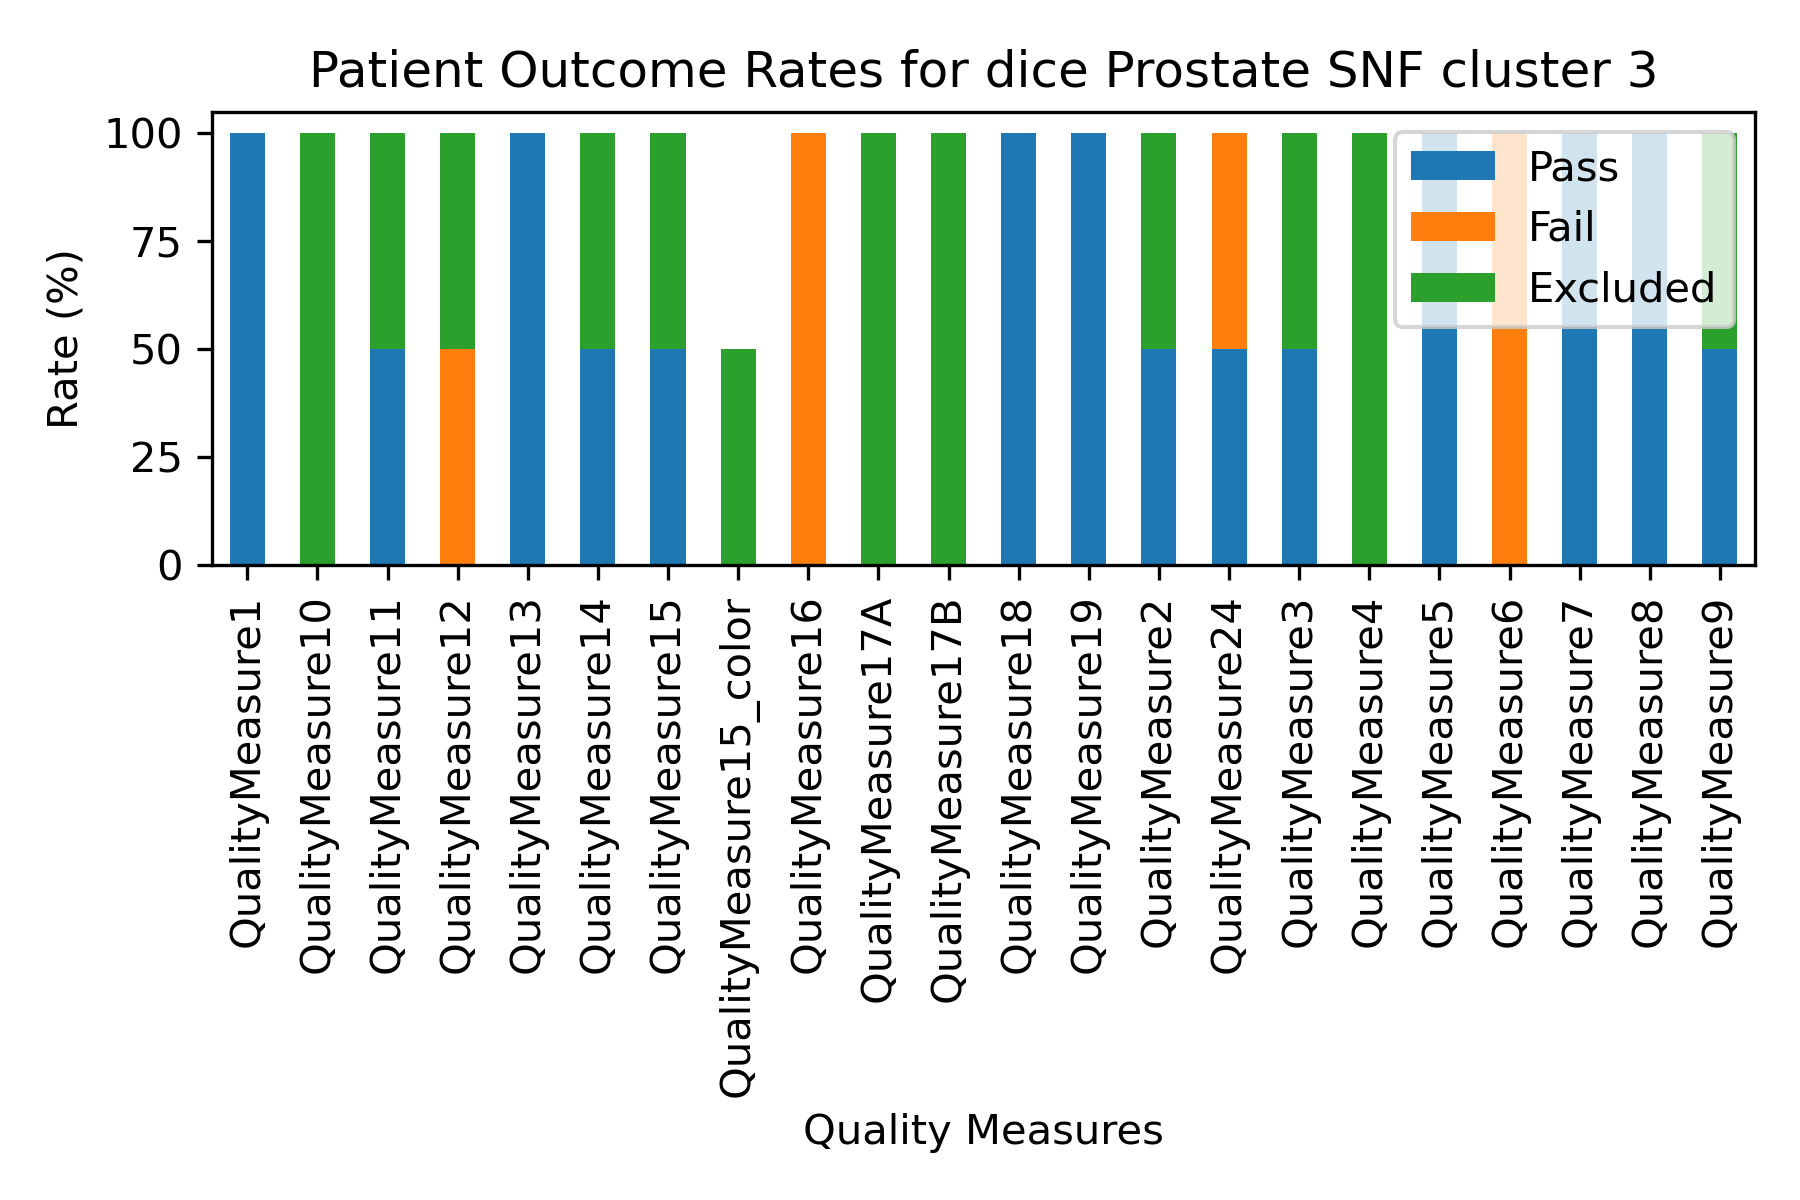 Patient Outcome Rates for dice Prostate SNF cluster 3
100
75
50
25
0
Rate (%)
Pass
Fail
Excluded
QualityMeasure1
QualityMeasure10
QualityMeasure11
QualityMeasure12
QualityMeasure13
QualityMeasure14
QualityMeasure15
QualityMeasure15_color
QualityMeasure16
QualityMeasure17A
QualityMeasure17B
QualityMeasure18
QualityMeasure19
QualityMeasure2
QualityMeasure24
QualityMeasure3
QualityMeasure4
QualityMeasure5
QualityMeasure6
QualityMeasure7
QualityMeasure8
QualityMeasure9
Quality Measures